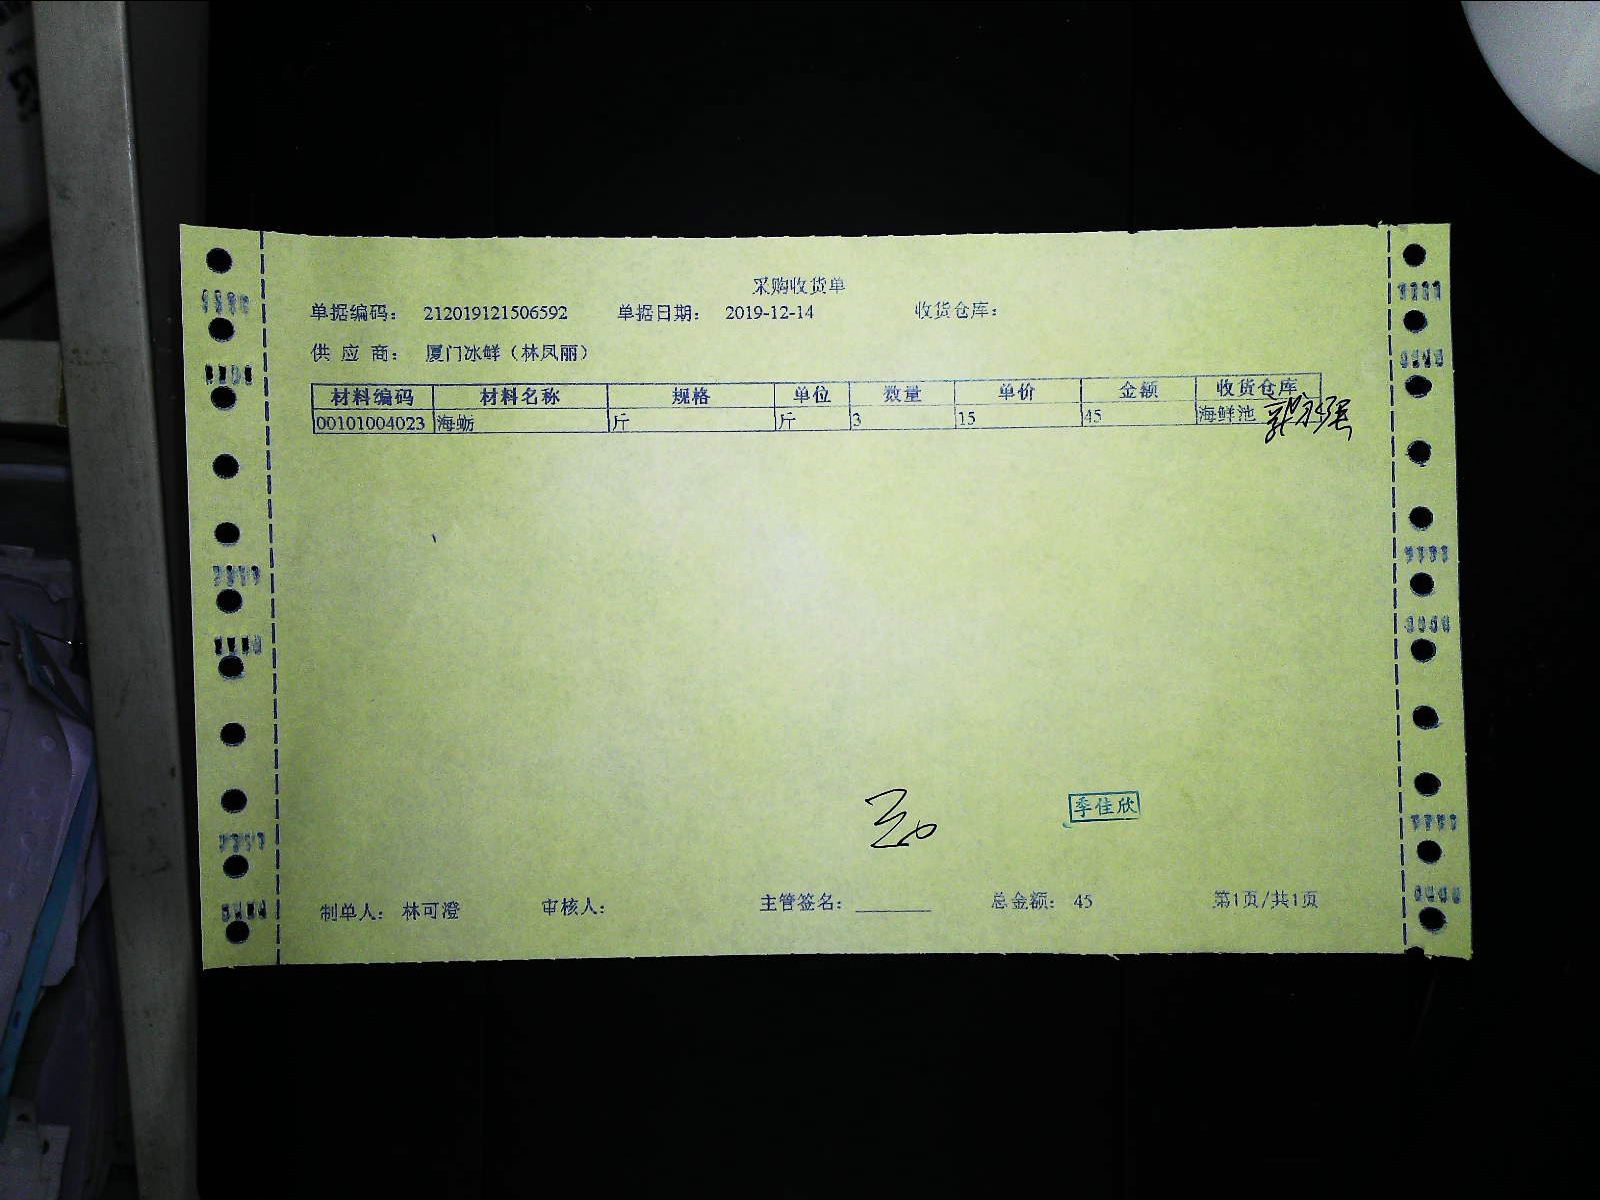 采购收货单
单据编码： 212019121506592 单据日期： 2019-12-14 收货仓库：
供 应 商： 厦门冰鲜（林凤丽）
材料编码 材料名称 规格 单位 数量 单价 金额 收货仓库
00101004023 海蛎 斤 斤 3 15 45 海鲜池
季佳欣
制单人： 林可澄 审核人： 主管签名： 总金额： 45 第1页/共1页